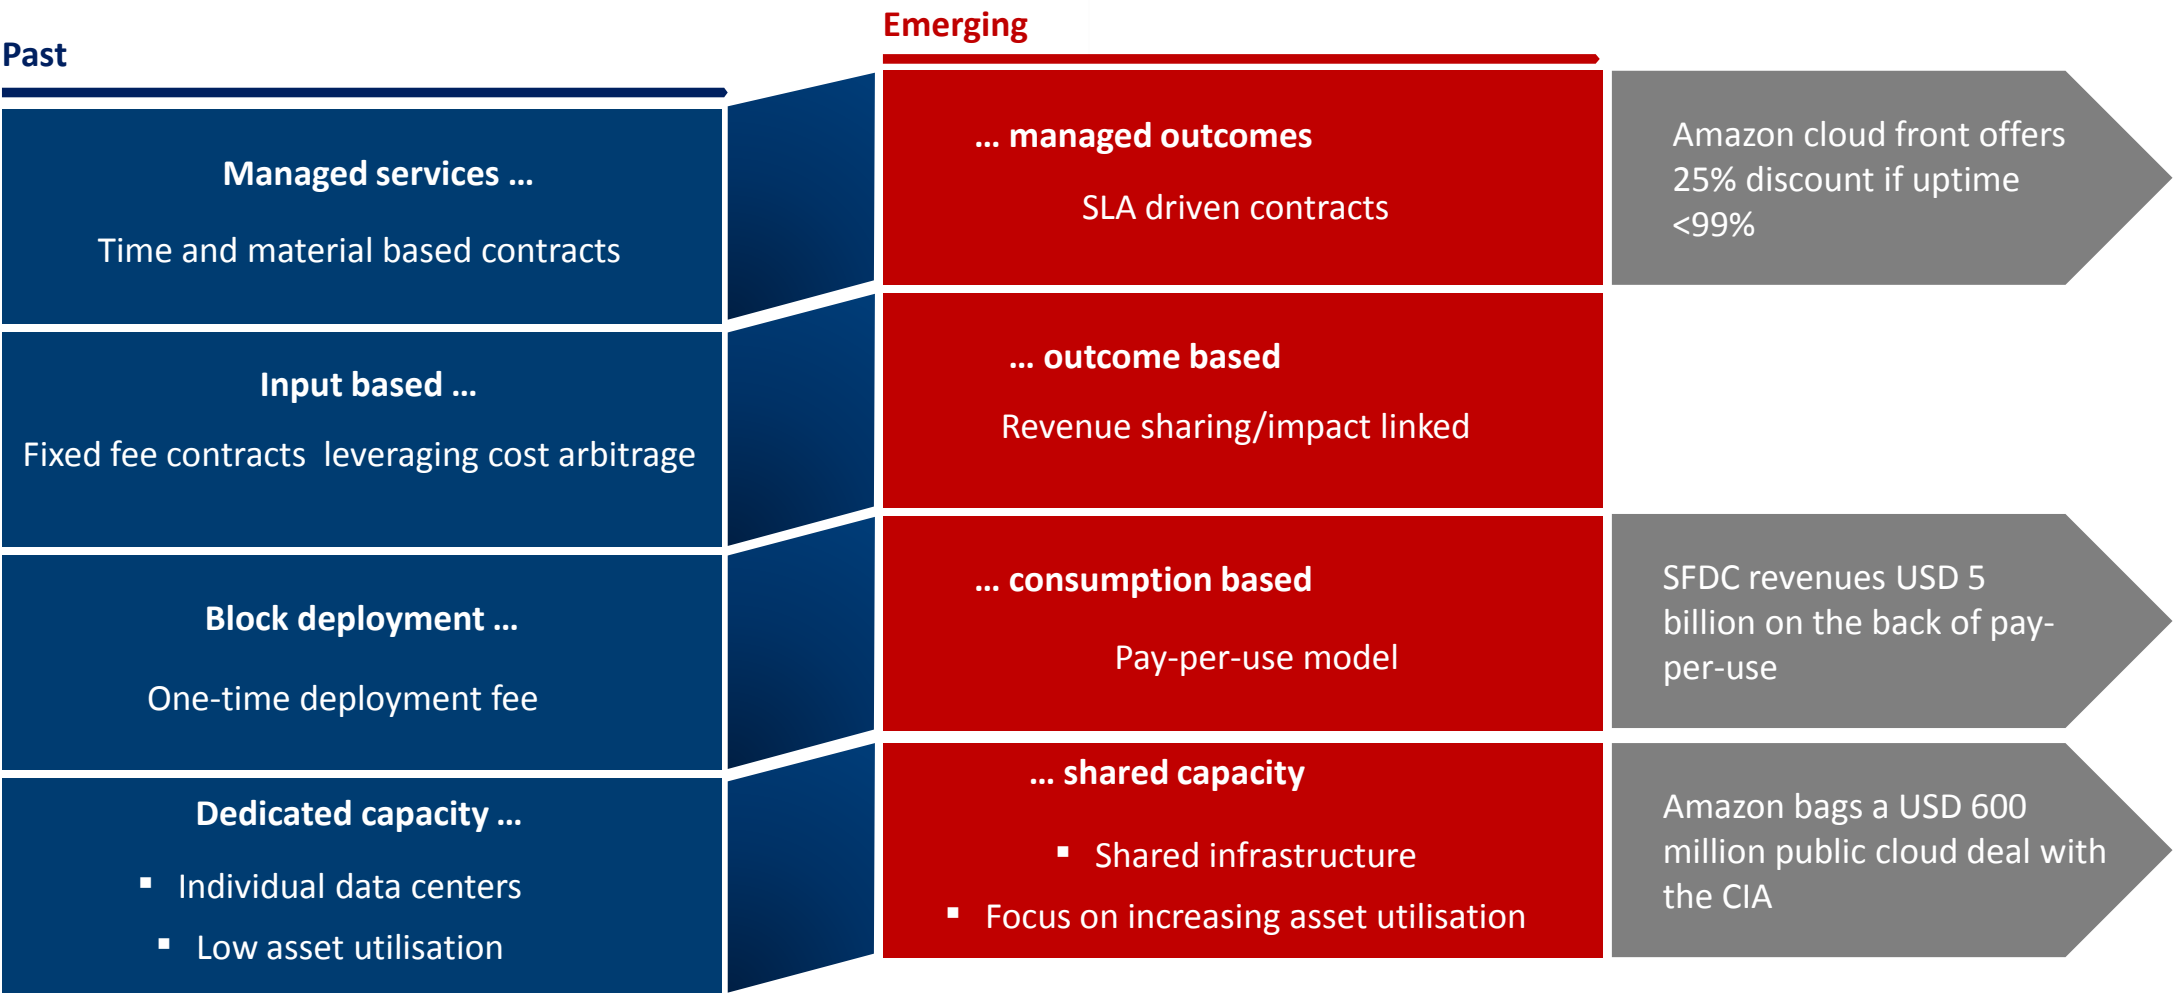 Past
Emerging
Managed services ...
Time and material based contracts
... managed outcomes
SLA driven contracts
Amazon cloud front offers
25% discount if uptime
<99%
Input based ...
Fixed fee contracts  leveraging cost arbitrage
... outcome based
Revenue sharing/impact linked
Block deployment ...
One-time deployment fee
... consumption based
Pay-per-use model
SFDC revenues USD 5
billion on the back of pay-
per-use
Dedicated capacity ...
▪ Individual data centers
▪ Low asset utilisation
... shared capacity
▪ Shared infrastructure
▪ Focus on increasing asset utilisation
Amazon bags a USD 600
million public cloud deal with
the CIA